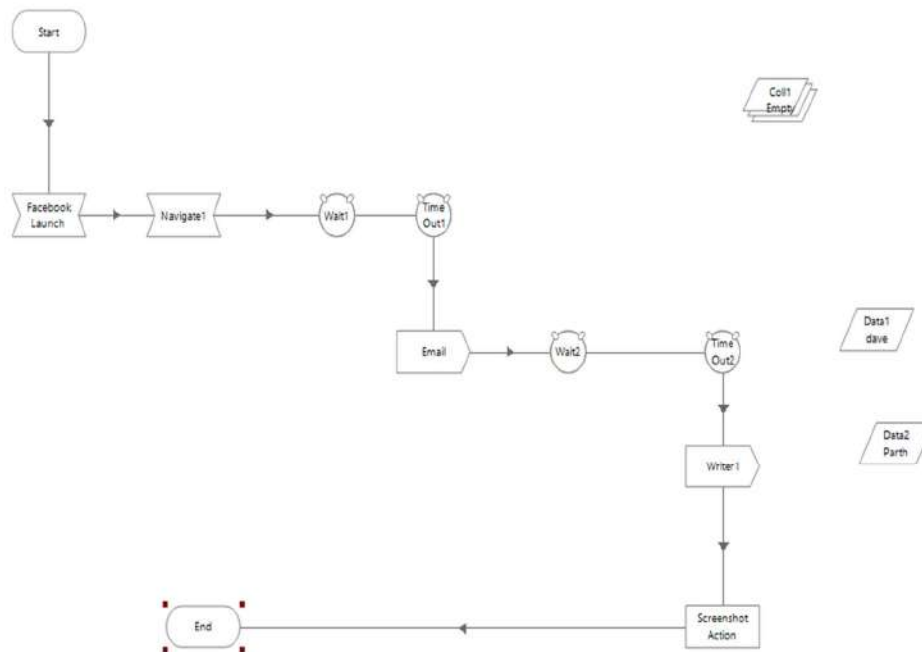 Start
Coll1
Empty
Facebook
Launch
Navigate1
Wait1
Time
Out1
Email
Wait2
Time
Out2
Data1
dave
Data2
Parth
Writer1
Screenshot
Action
End